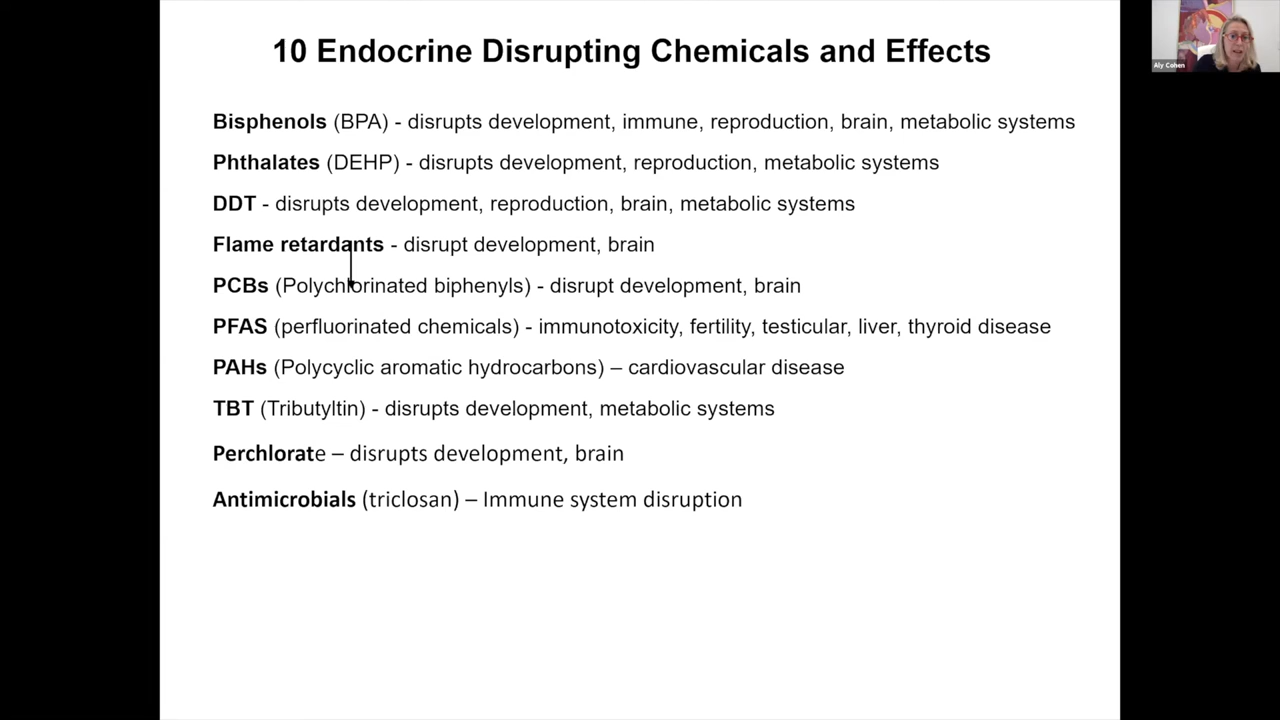 10 Endocrine Disrupting Chemicals and Effects
Aly Cohen
Bisphenols (BPA) - disrupts development, immune, reproduction, brain, metabolic systems
Phthalates (DEHP) - disrupts development, reproduction, metabolic systems
DDT - disrupts development, reproduction, brain, metabolic systems
Flame retardants - disrupt development, brain
PCBs (Polychlorinated biphenyls) - disrupt development, brain
PFAS (perfluorinated chemicals) - immunotoxicity, fertility, testicular, liver, thyroid disease
PAHs (Polycyclic aromatic hydrocarbons) – cardiovascular disease
TBT (Tributyltin) - disrupts development, metabolic systems
Perchlorate – disrupts development, brain
Antimicrobials (triclosan) – Immune system disruption